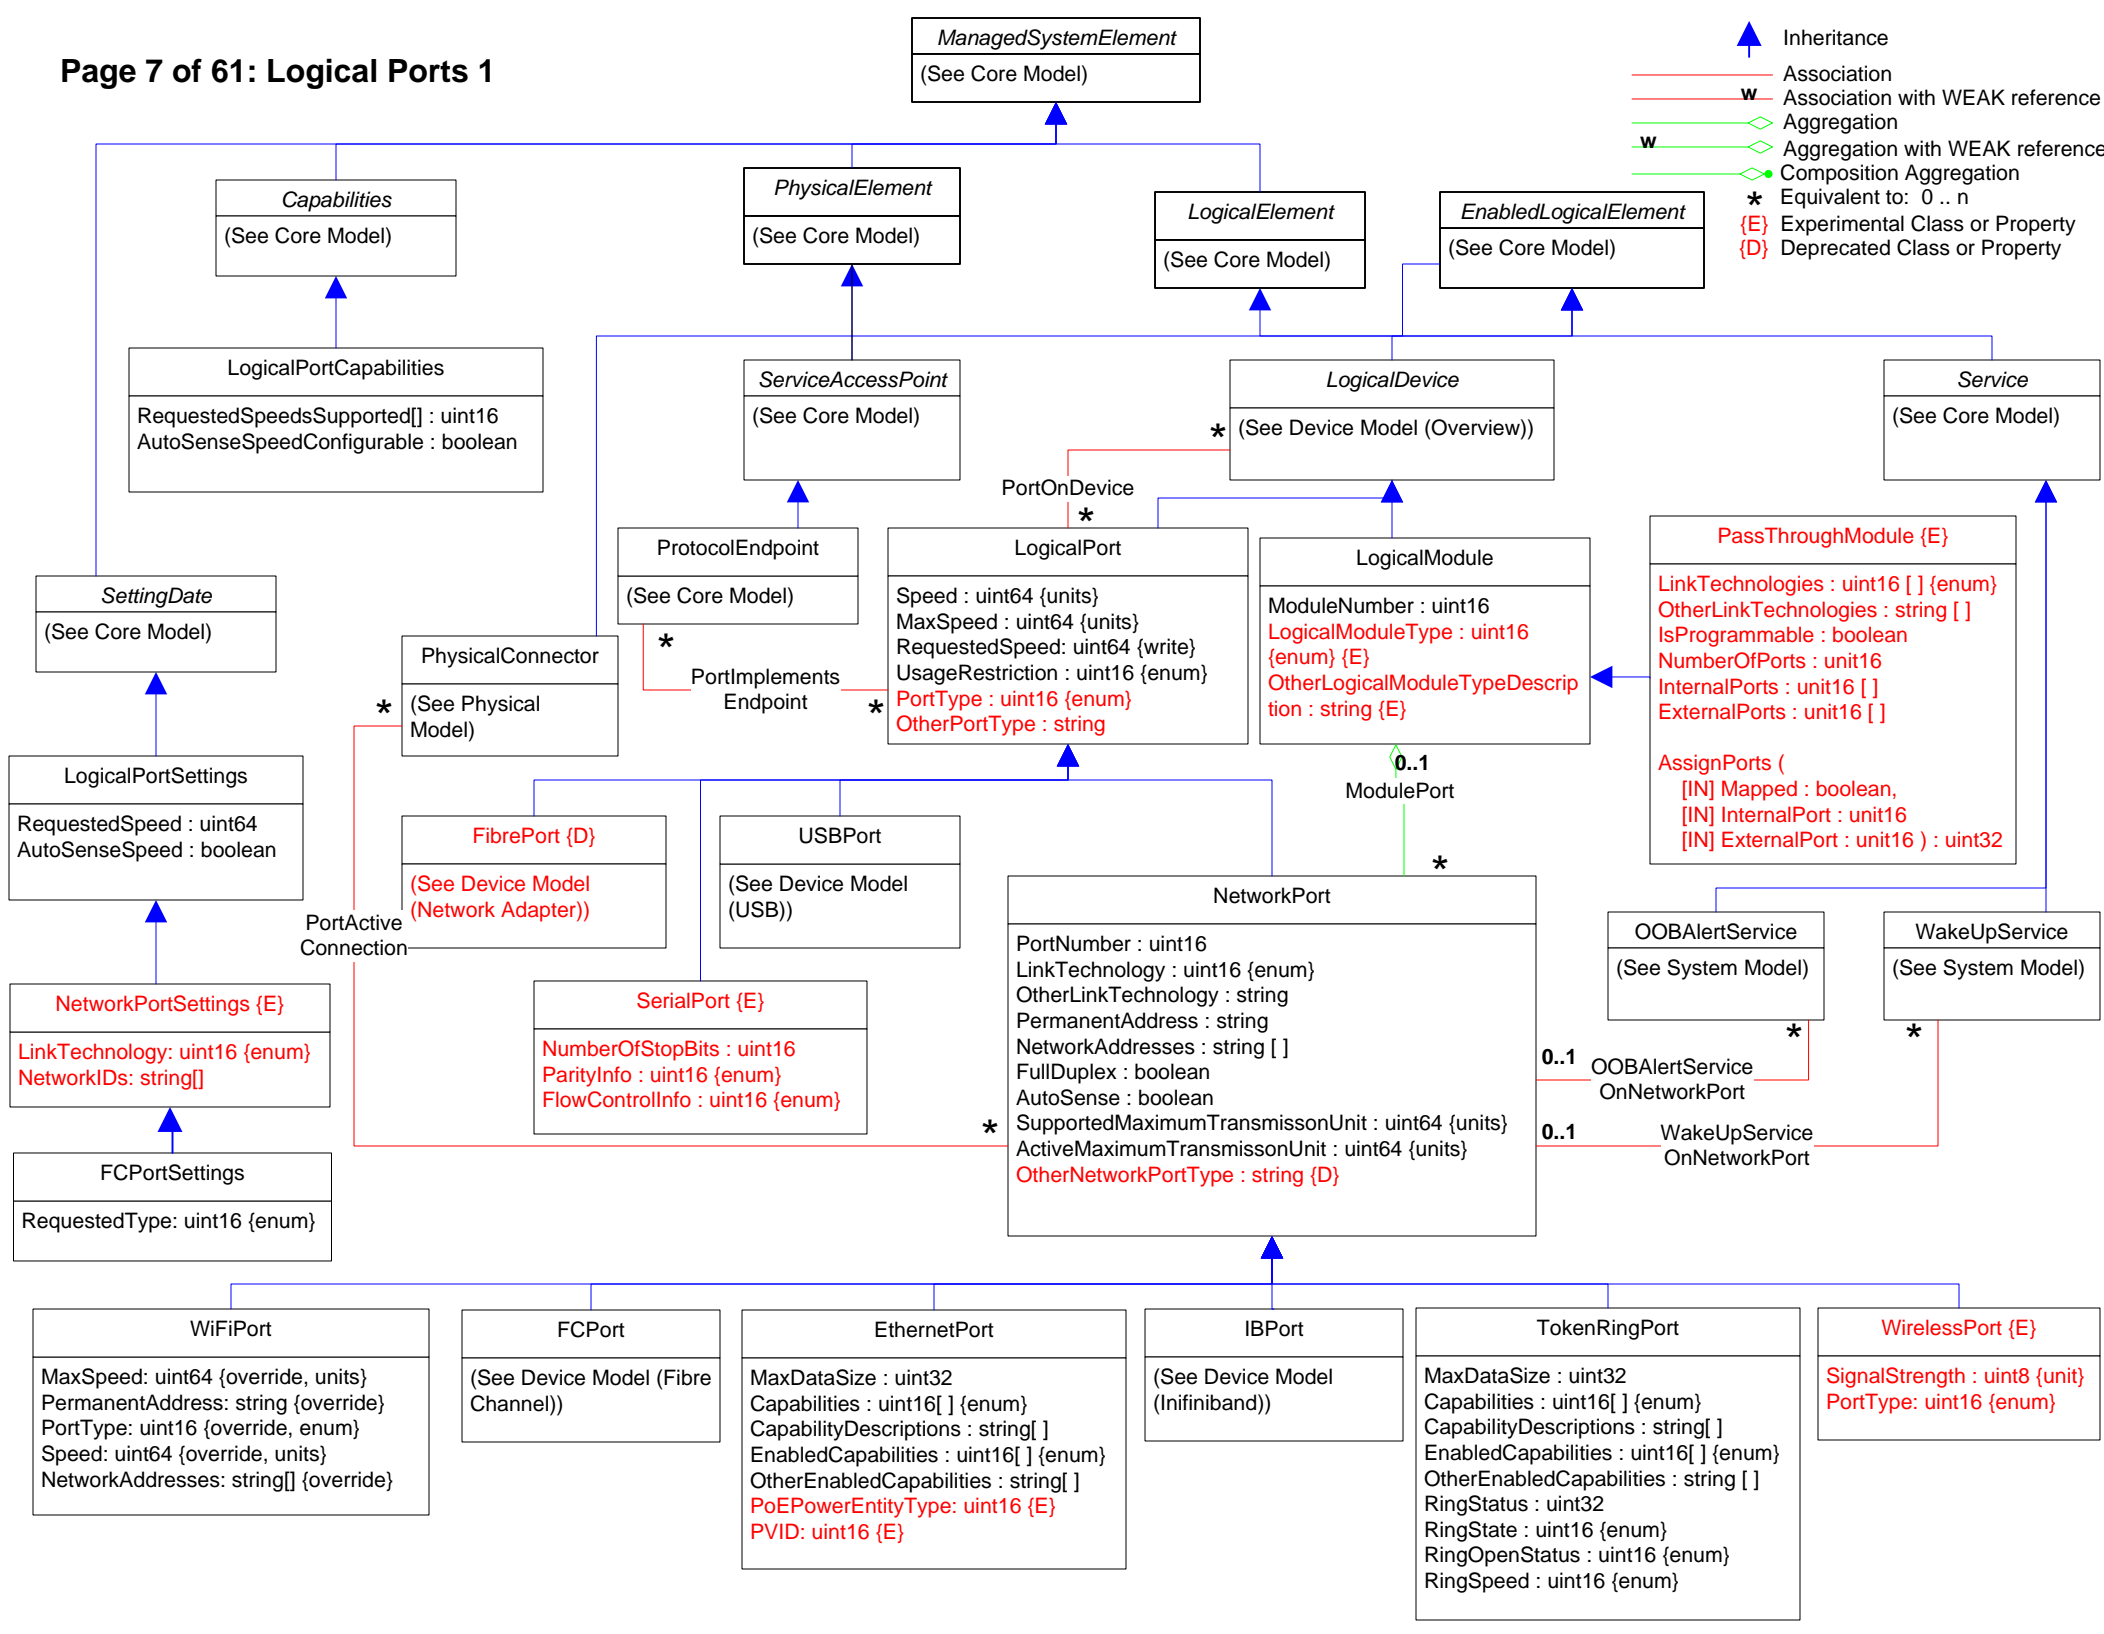 Page 7 of 61: Logical Ports 1
ManagedSystemElement
(See Core Model)
Inheritance
Association
w
Association with WEAK reference
Aggregation
w
Aggregation with WEAK reference
Composition Aggregation
* Equivalent to: 0 .. n
{E} Experimental Class or Property
{D} Deprecated Class or Property
Capabilities
(See Core Model)
PhysicalElement
(See Core Model)
LogicalElement
(See Core Model)
EnabledLogicalElement
(See Core Model)
LogicalPortCapabilities
RequestedSpeedsSupported[] : uint16
AutoSenseSpeedConfigurable : boolean
ServiceAccessPoint
(See Core Model)
LogicalDevice
(See Device Model (Overview))
Service
(See Core Model)
*
PortOnDevice
*
SettingDate
(See Core Model)
ProtocolEndpoint
(See Core Model)
LogicalPort
Speed : uint64 {units}
MaxSpeed : uint64 {units}
RequestedSpeed: uint64 {write}
UsageRestriction : uint16 {enum}
PortType : uint16 {enum}
OtherPortType : string
LogicalModule
ModuleNumber : uint16
LogicalModuleType : uint16
{enum} {E}
OtherLogicalModuleTypeDescrip
tion : string {E}
PassThroughModule {E}
LinkTechnologies : uint16 [ ] {enum}
OtherLinkTechnologies : string [ ]
IsProgrammable : boolean
NumberOfPorts : unit16
InternalPorts : unit16 [ ]
ExternalPorts : unit16 [ ]
AssignPorts (
[IN] Mapped : boolean,
[IN] InternalPort : unit16
[IN] ExternalPort : unit16 ) : uint32
*
PortImplements
Endpoint
*
PhysicalConnector
(See Physical
Model)
*
LogicalPortSettings
RequestedSpeed : uint64
AutoSenseSpeed : boolean
0..1
ModulePort
*
FibrePort {D}
(See Device Model
(Network Adapter))
USBPort
(See Device Model
(USB))
PortActive
Connection
*
NetworkPort
PortNumber : uint16
LinkTechnology : uint16 {enum}
OtherLinkTechnology : string
PermanentAddress : string
NetworkAddresses : string [ ]
FullDuplex : boolean
AutoSense : boolean
SupportedMaximumTransmissonUnit : uint64 {units}
ActiveMaximumTransmissonUnit : uint64 {units}
OtherNetworkPortType : string {D}
OOBAlertService
(See System Model)
WakeUpService
(See System Model)
*
*
0..1
OOBAlertService
OnNetworkPort
0..1
WakeUpService
OnNetworkPort
NetworkPortSettings {E}
LinkTechnology: uint16 {enum}
NetworkIDs: string[]
SerialPort {E}
NumberOfStopBits : uint16
ParityInfo : uint16 {enum}
FlowControlInfo : uint16 {enum}
FCPortSettings
RequestedType: uint16 {enum}
WiFiPort
MaxSpeed: uint64 {override, units}
PermanentAddress: string {override}
PortType: uint16 {override, enum}
Speed: uint64 {override, units}
NetworkAddresses: string[] {override}
FCPort
(See Device Model (Fibre
Channel))
EthernetPort
MaxDataSize : uint32
Capabilities : uint16[ ] {enum}
CapabilityDescriptions : string[ ]
EnabledCapabilities : uint16[ ] {enum}
OtherEnabledCapabilities : string[ ]
PoEPowerEntityType: uint16 {E}
PVID: uint16 {E}
IBPort
(See Device Model
(Inifiniband))
TokenRingPort
MaxDataSize : uint32
Capabilities : uint16[ ] {enum}
CapabilityDescriptions : string[ ]
EnabledCapabilities : uint16[ ] {enum}
OtherEnabledCapabilities : string [ ]
RingStatus : uint32
RingState : uint16 {enum}
RingOpenStatus : uint16 {enum}
RingSpeed : uint16 {enum}
WirelessPort {E}
SignalStrength : uint8 {unit}
PortType: uint16 {enum}